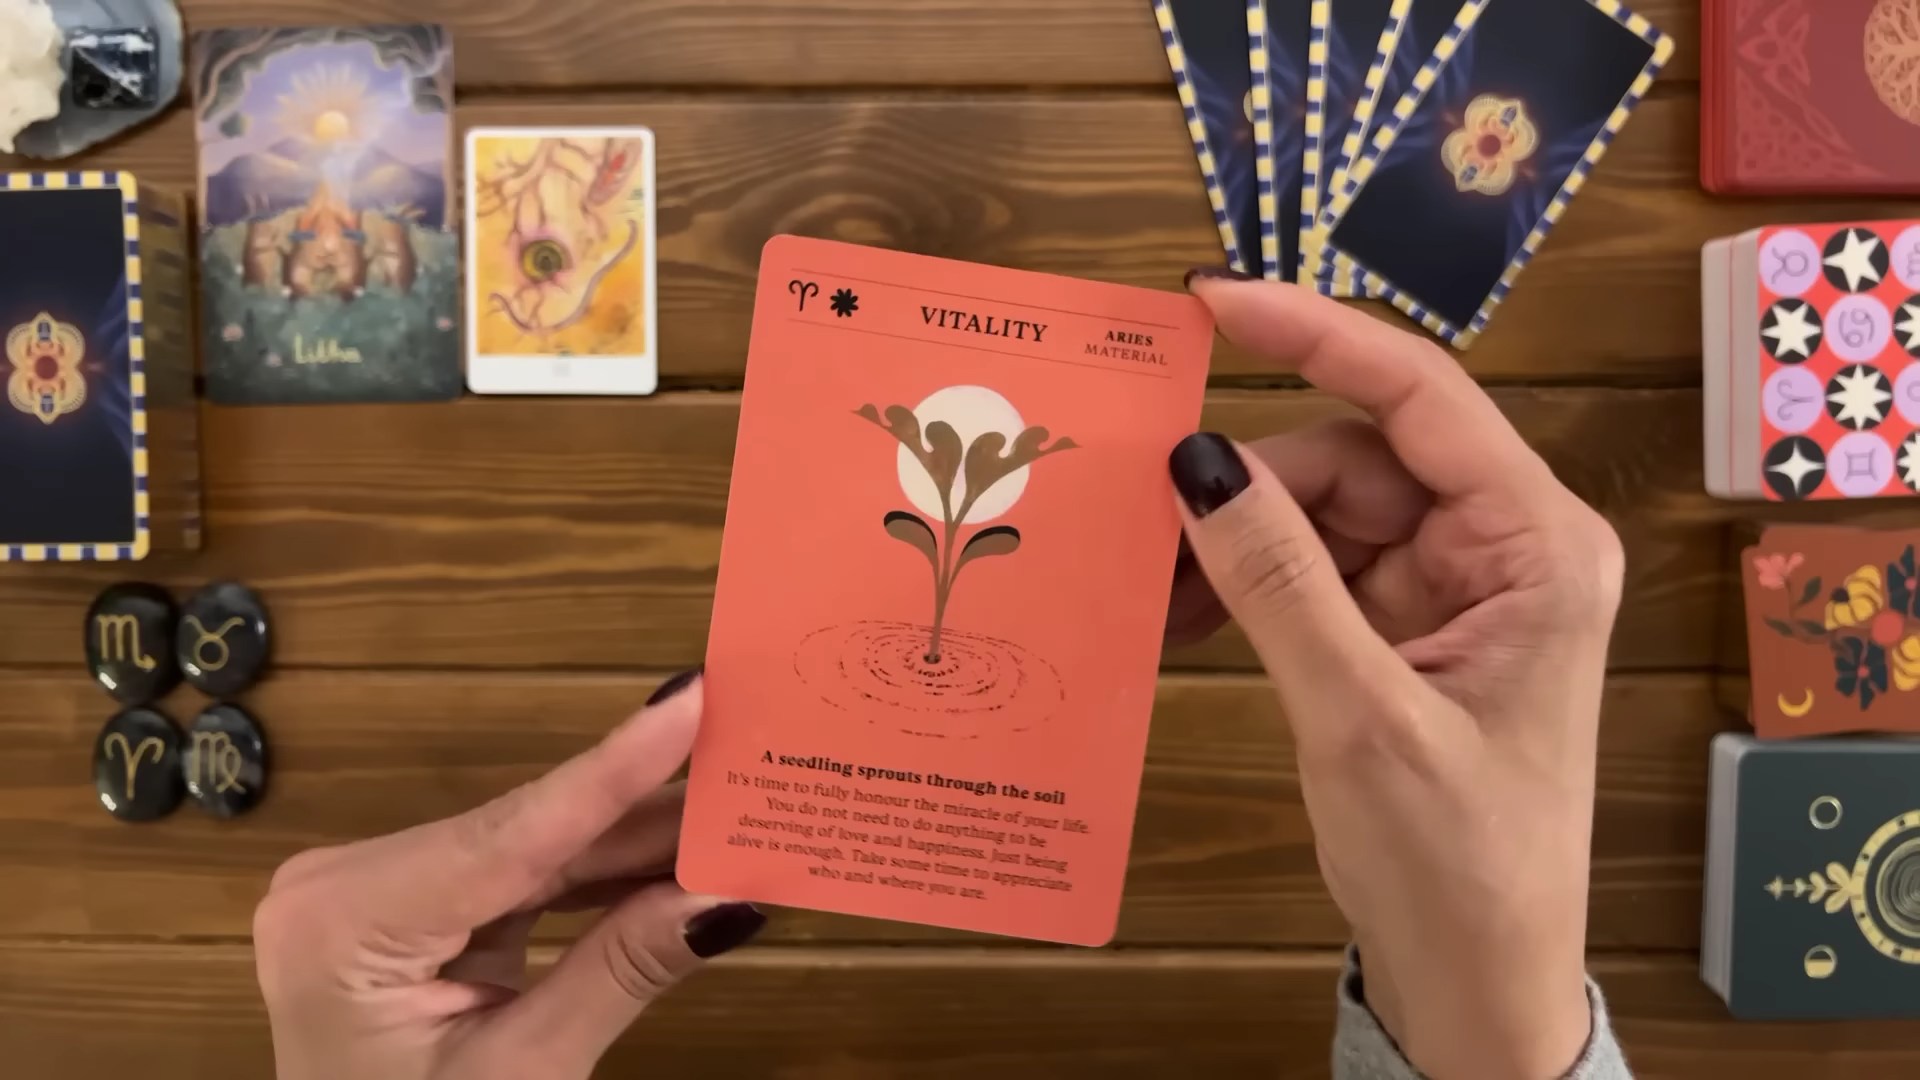 Litha
VITALITY
ARIES
MATERIAL
A seedling sprouts through the soil
It's time to fully honour the miracle of your life.
You do not need to do anything to be
deserving of love and happiness. Just being
alive is enough. Take some time to appreciate
who and where you are.